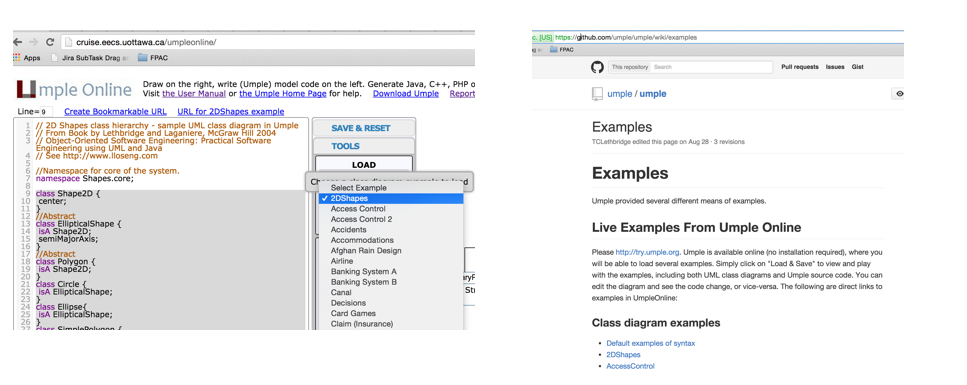 cruise.eecs.uottawa.ca/umpleonline/
Apps Jira SubTask Drag an FPAC
Umple Online
Draw on the right, write (Umple) model code on the left. Generate Java, C++, PHP o
Visit the User Manual or the Umple Home Page for help. Download Umple Report
Line= 9 Create Bookmarkable URL URL for 2DShapes example
1 // 2D Shapes class hierarchy - sample UML class diagram in Umple
2 // From Book by Lethbridge and Laganiere, McGraw Hill 2004
3 // Object-Oriented Software Engineering: Practical Software
Engineering using UML and Java
4 // See http://www.lloseng.com
5
6 //Namespace for core of the system.
7 namespace Shapes.core;
8
9 class Shape2D {
10 center;
11 }
12 //Abstract
13 class EllipticalShape {
14 isA Shape2D;
15 semiMajorAxis;
16 }
17 //Abstract
18 class Polygon {
19 isA Shape2D;
20 }
21 class Circle {
22 isA EllipticalShape;
23 }
24 class Ellipse{
25 isA EllipticalShape;
26 }
27 class SimplePolygon {
SAVE & RESET
TOOLS
LOAD
Select Example
✓ 2DShapes
Access Control
Access Control 2
Accidents
Accommodations
Afghan Rain Design
Airline
Banking System A
Banking System B
Canal
Decisions
Card Games
Claim (Insurance)
c. [US] https://github.com/umple/umple/wiki/examples
FPAC
This repository Search Pull requests Issues Gist
umple / umple
Examples
TCLethbridge edited this page on Aug 28 · 3 revisions
Examples
Umple provided several different means of examples.
Live Examples From Umple Online
Please http://try.umple.org. Umple is available online (no installation required), where you
will be able to load several examples. Simply click on "Load & Save" to view and play
with the examples, including both UML class diagrams and Umple source code. You can
edit the diagram and see the code change, or vice-versa. The following are direct links to
examples in UmpleOnline:
Class diagram examples
• Default examples of syntax
• 2DShapes
• AccessControl